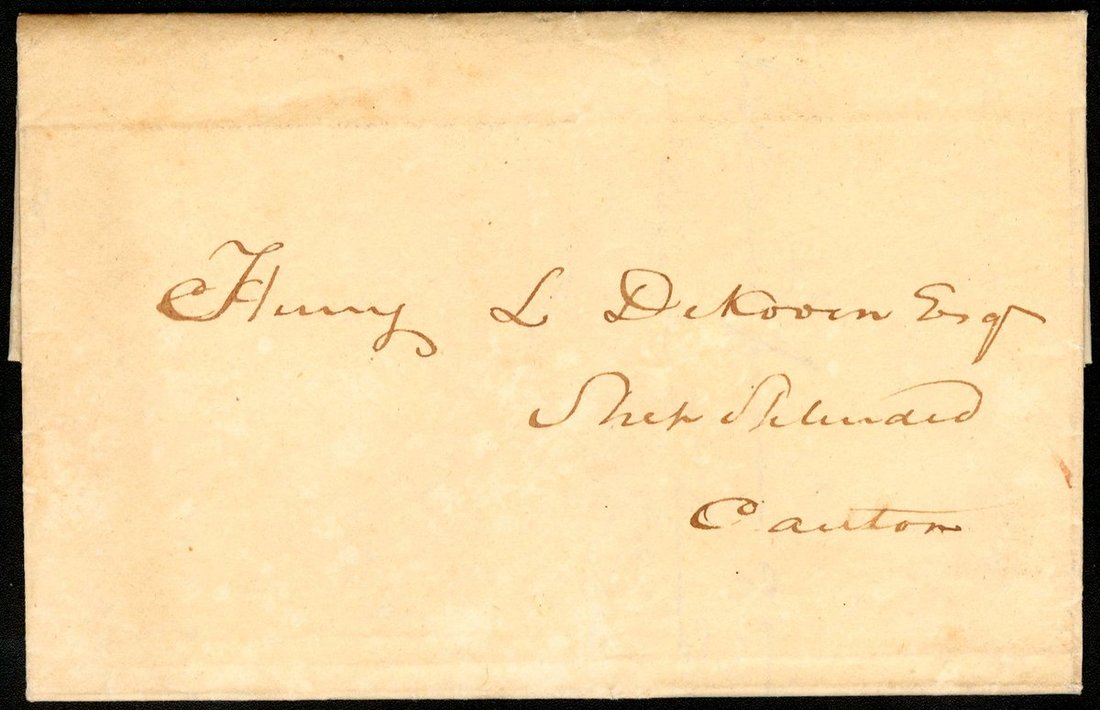 Henry L DeKoven Esq
Ship Splendid
Canton